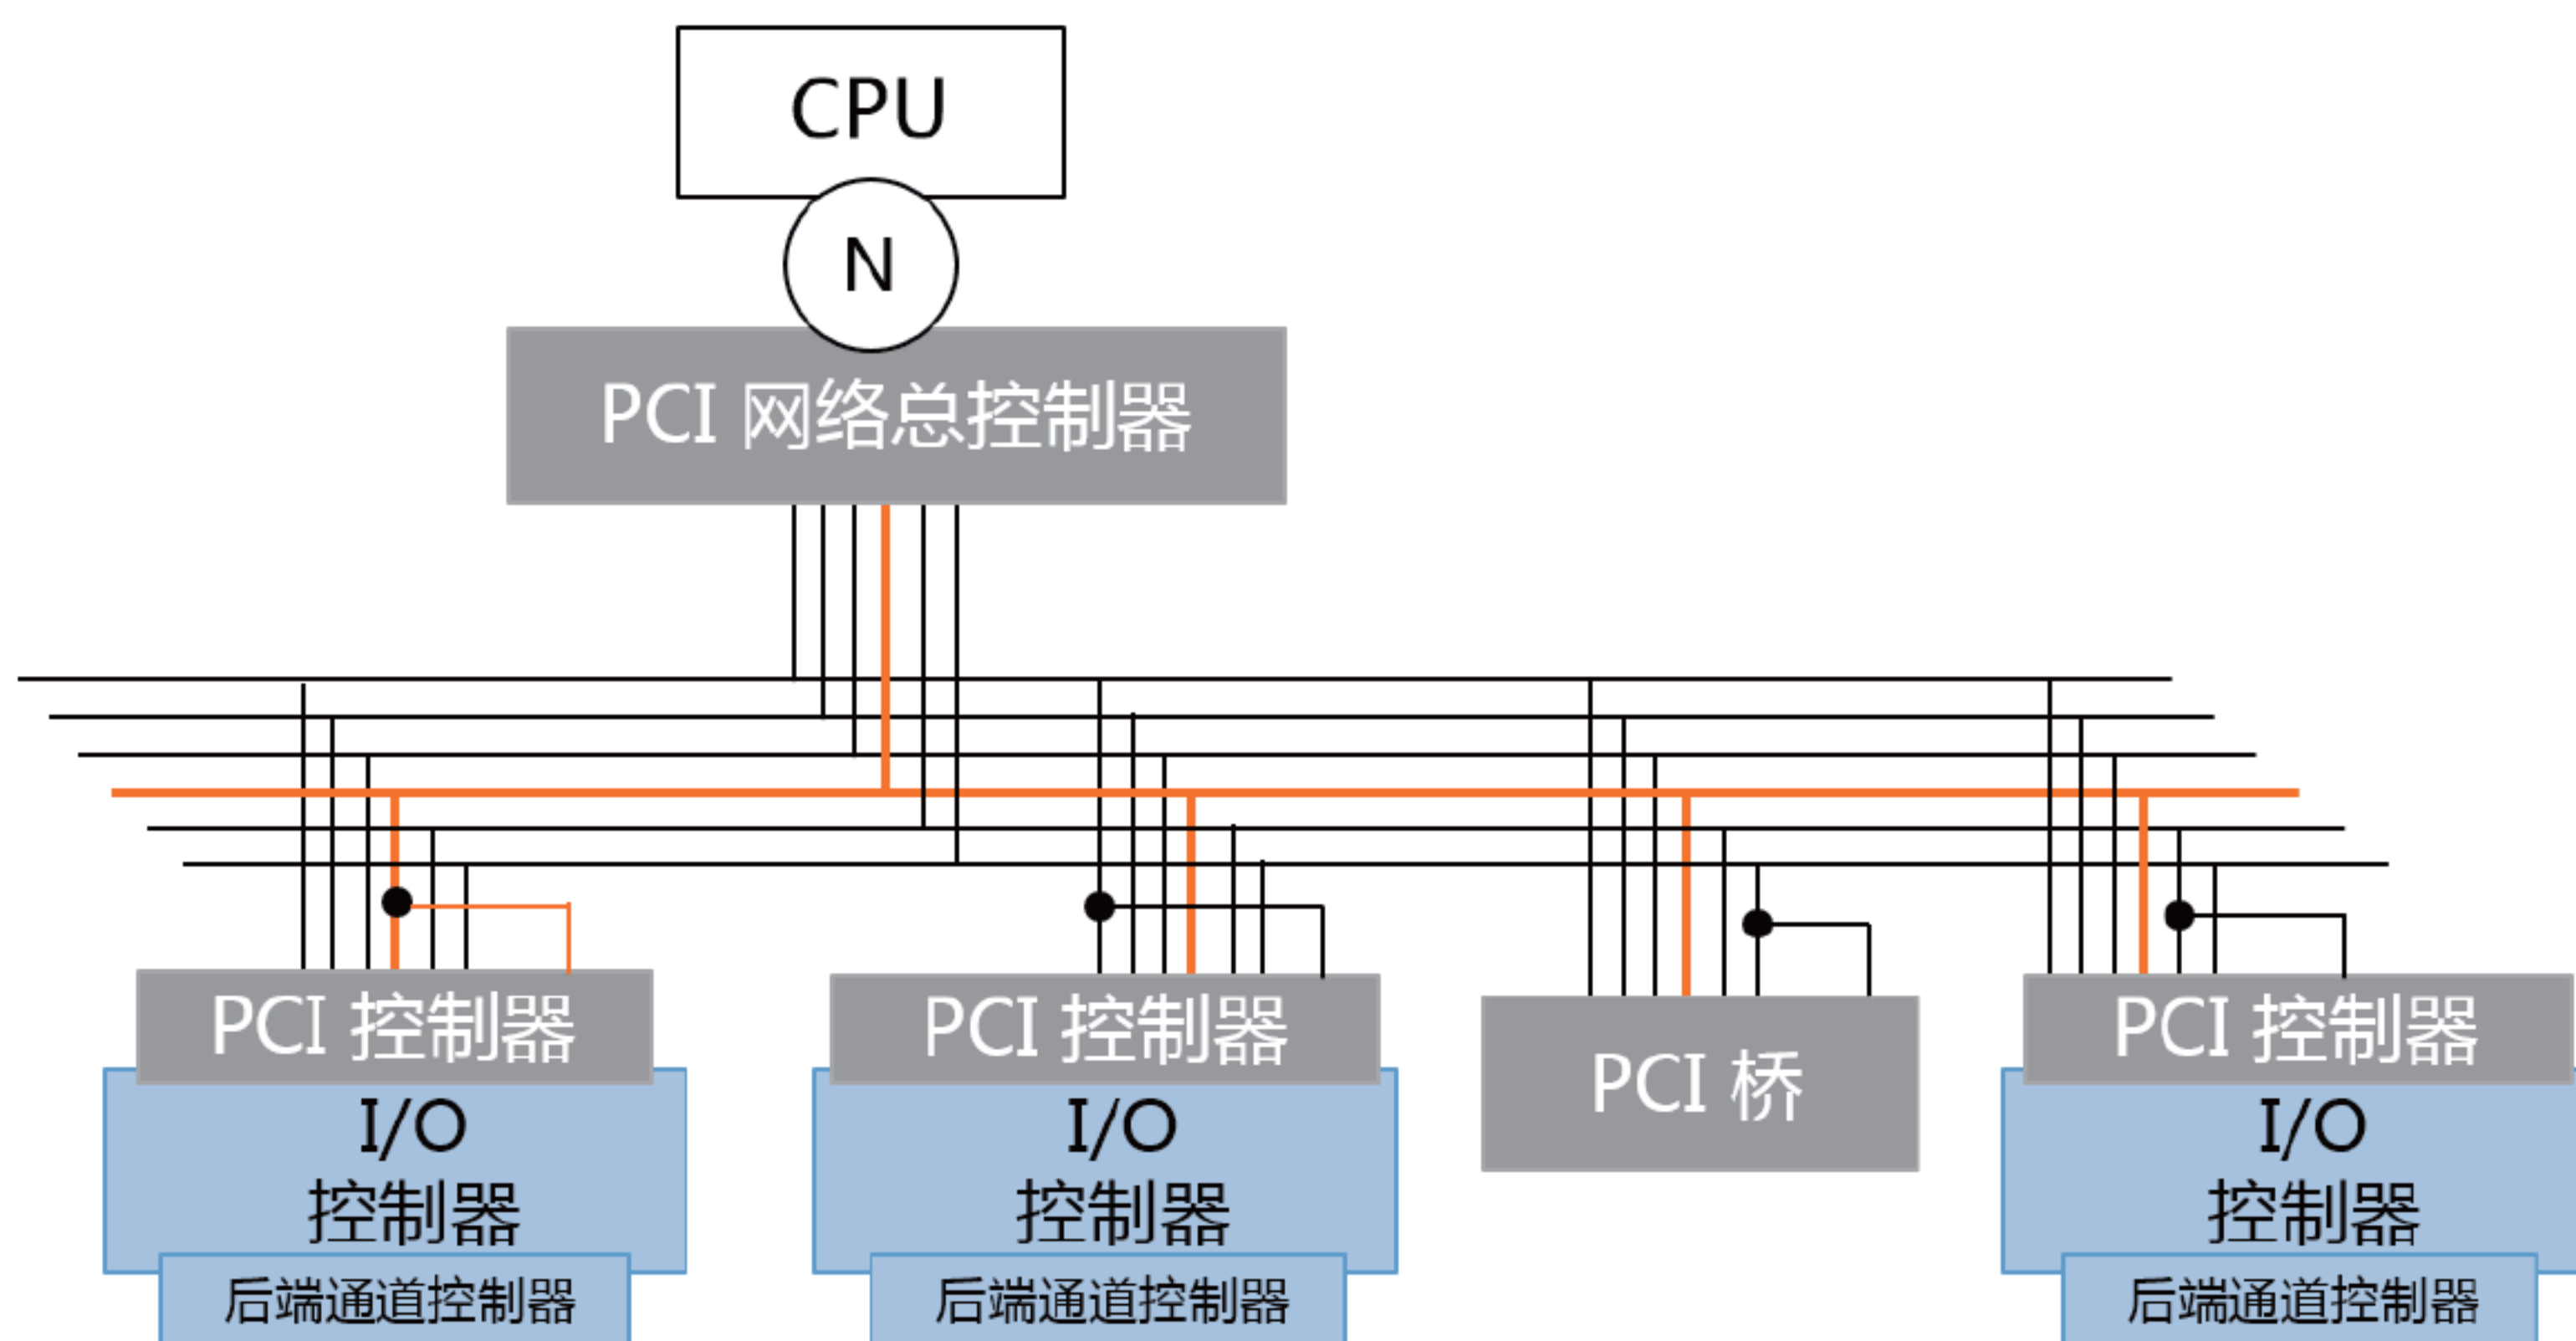 CPU
N
PCI 网络总控制器
PCI 控制器
PCI 控制器
PCI 桥
PCI 控制器
I/O
控制器
I/O
控制器
I/O
控制器
后端通道控制器
后端通道控制器
后端通道控制器